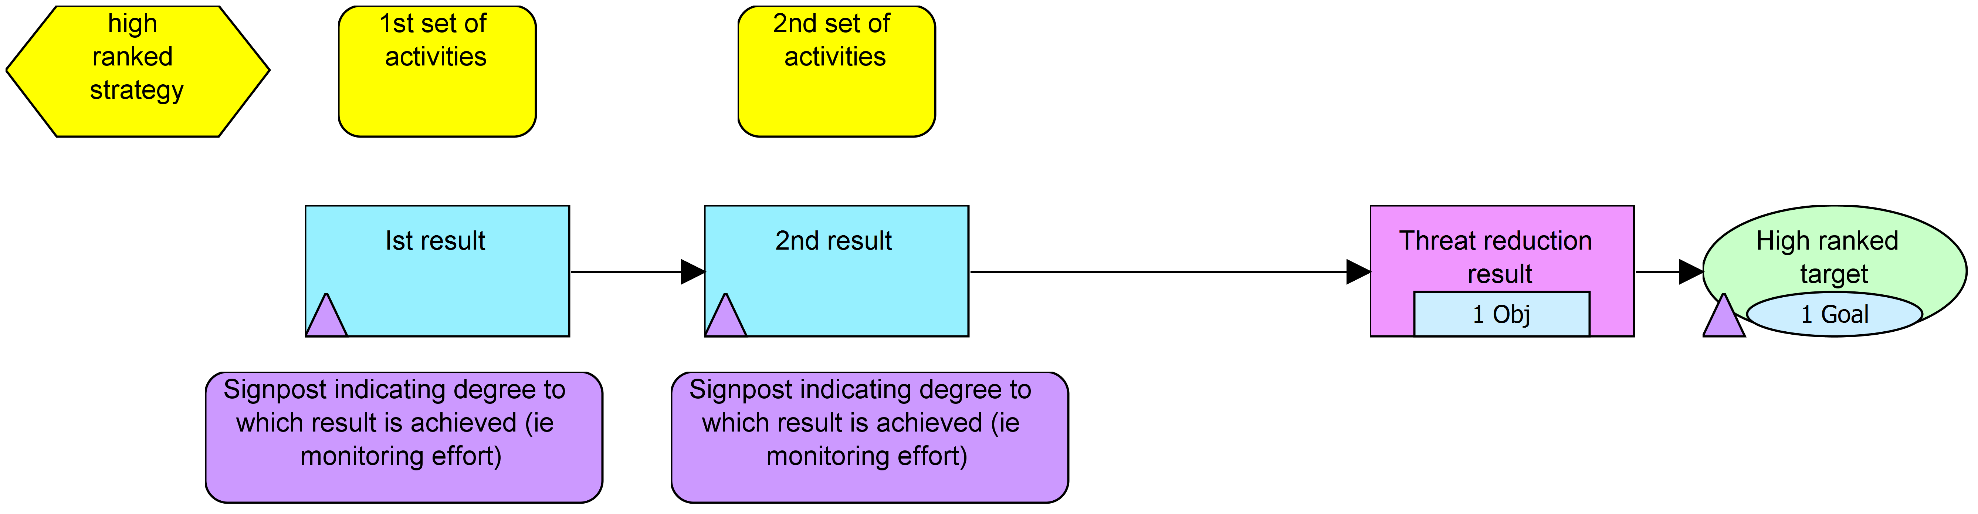 high
ranked
strategy
1st set of
activities
2nd set of
activities
Ist result
2nd result
Threat reduction
result
1 Obj
High ranked
target
1 Goal
Signpost indicating degree to
which result is achieved (ie
monitoring effort)
Signpost indicating degree to
which result is achieved (ie
monitoring effort)